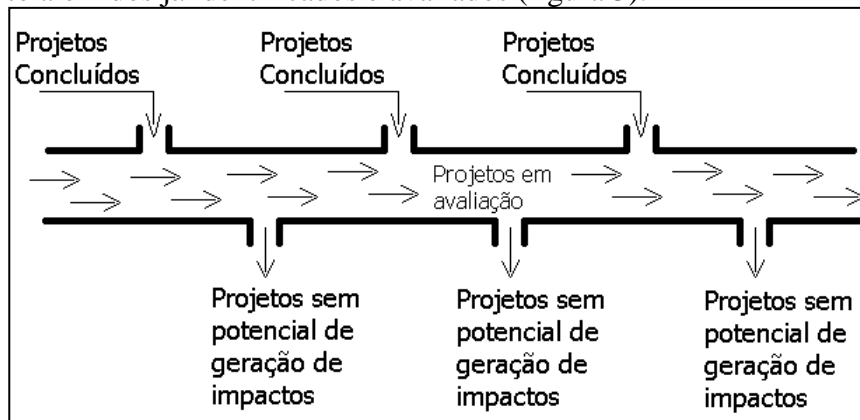 Projetos
Concluídos
Projetos
Concluídos
Projetos
Concluídos
Projetos em
avaliação
Projetos sem
potencial de
geração de
impactos
Projetos sem
potencial de
geração de
impactos
Projetos sem
potencial de
geração de
impactos